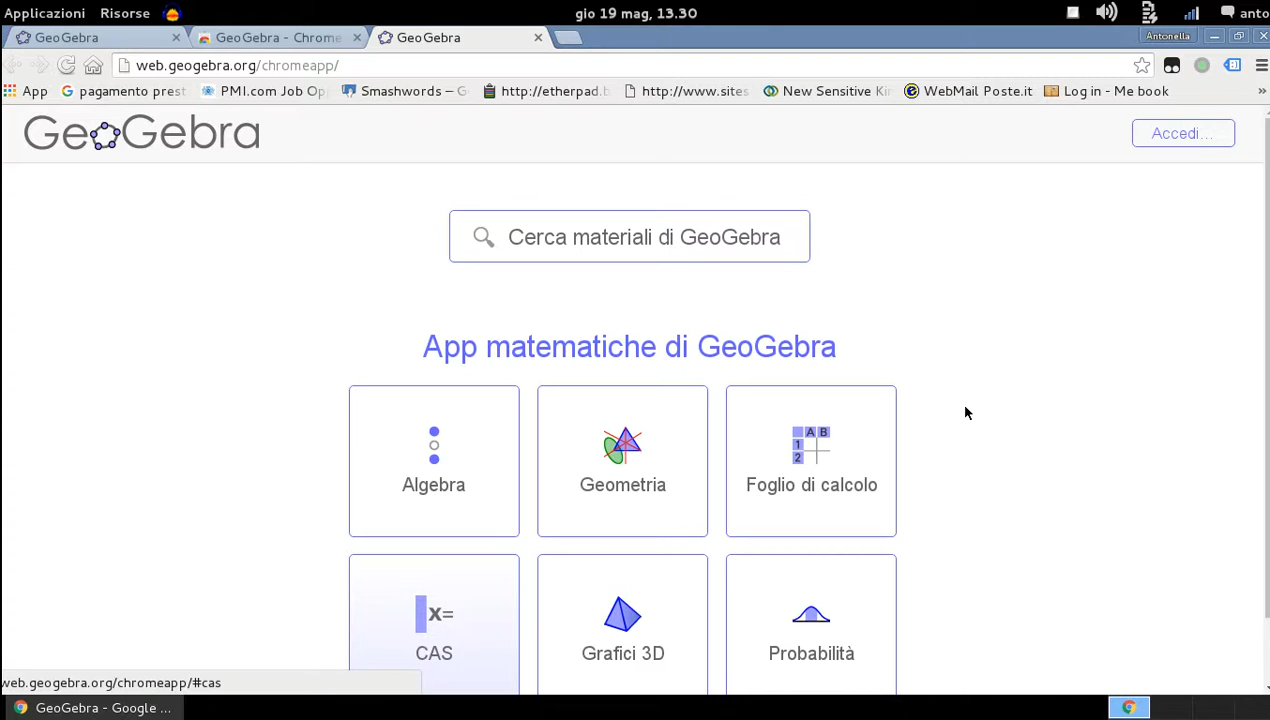 Applicazioni Risorse gio 19 mag, 13.30 anto
GeoGebra GeoGebra - Chrome GeoGebra Antonella
web.geogebra.org/chromeapp/
App pagamento prest PMI.com Job Op Smashwords – G http://etherpad.b http://www.sites New Sensitive Kin WebMail Poste.it Log in - Me book
GeoGebra Accedi...
Cerca materiali di GeoGebra
App matematiche di GeoGebra
A B
1
2
Algebra Geometria Foglio di calcolo
x=
CAS Grafici 3D Probabilità
web.geogebra.org/chromeapp/#cas
GeoGebra - Google ...